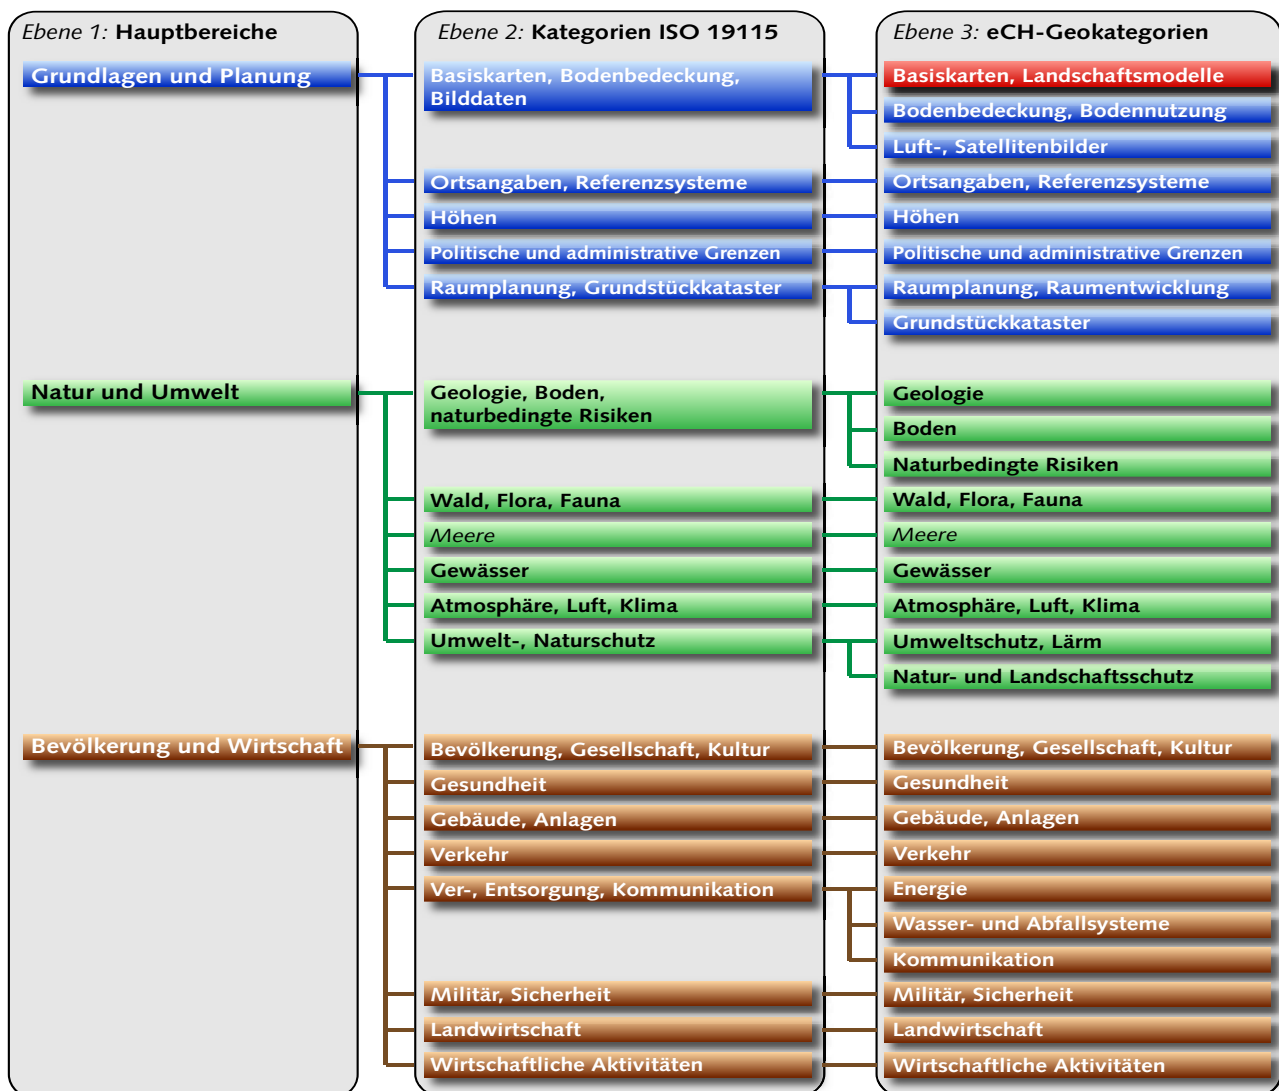 Ebene 1: Hauptbereiche
Grundlagen und Planung
Natur und Umwelt
Bevölkerung und Wirtschaft
Ebene 2: Kategorien ISO 19115
Basiskarten, Bodenbedeckung,
Bilddaten
Ortsangaben, Referenzsysteme
Höhen
Politische und administrative Grenzen
Raumplanung, Grundstückkataster
Geologie, Boden,
naturbedingte Risiken
Wald, Flora, Fauna
Meere
Gewässer
Atmosphäre, Luft, Klima
Umwelt-, Naturschutz
Bevölkerung, Gesellschaft, Kultur
Gesundheit
Gebäude, Anlagen
Verkehr
Ver-, Entsorgung, Kommunikation
Militär, Sicherheit
Landwirtschaft
Wirtschaftliche Aktivitäten
Ebene 3: eCH-Geokategorien
Basiskarten, Landschaftsmodelle
Bodenbedeckung, Bodennutzung
Luft-, Satellitenbilder
Ortsangaben, Referenzsysteme
Höhen
Politische und administrative Grenzen
Raumplanung, Raumentwicklung
Grundstückkataster
Geologie
Boden
Naturbedingte Risiken
Wald, Flora, Fauna
Meere
Gewässer
Atmosphäre, Luft, Klima
Umweltschutz, Lärm
Natur- und Landschaftsschutz
Bevölkerung, Gesellschaft, Kultur
Gesundheit
Gebäude, Anlagen
Verkehr
Energie
Wasser- und Abfallsysteme
Kommunikation
Militär, Sicherheit
Landwirtschaft
Wirtschaftliche Aktivitäten